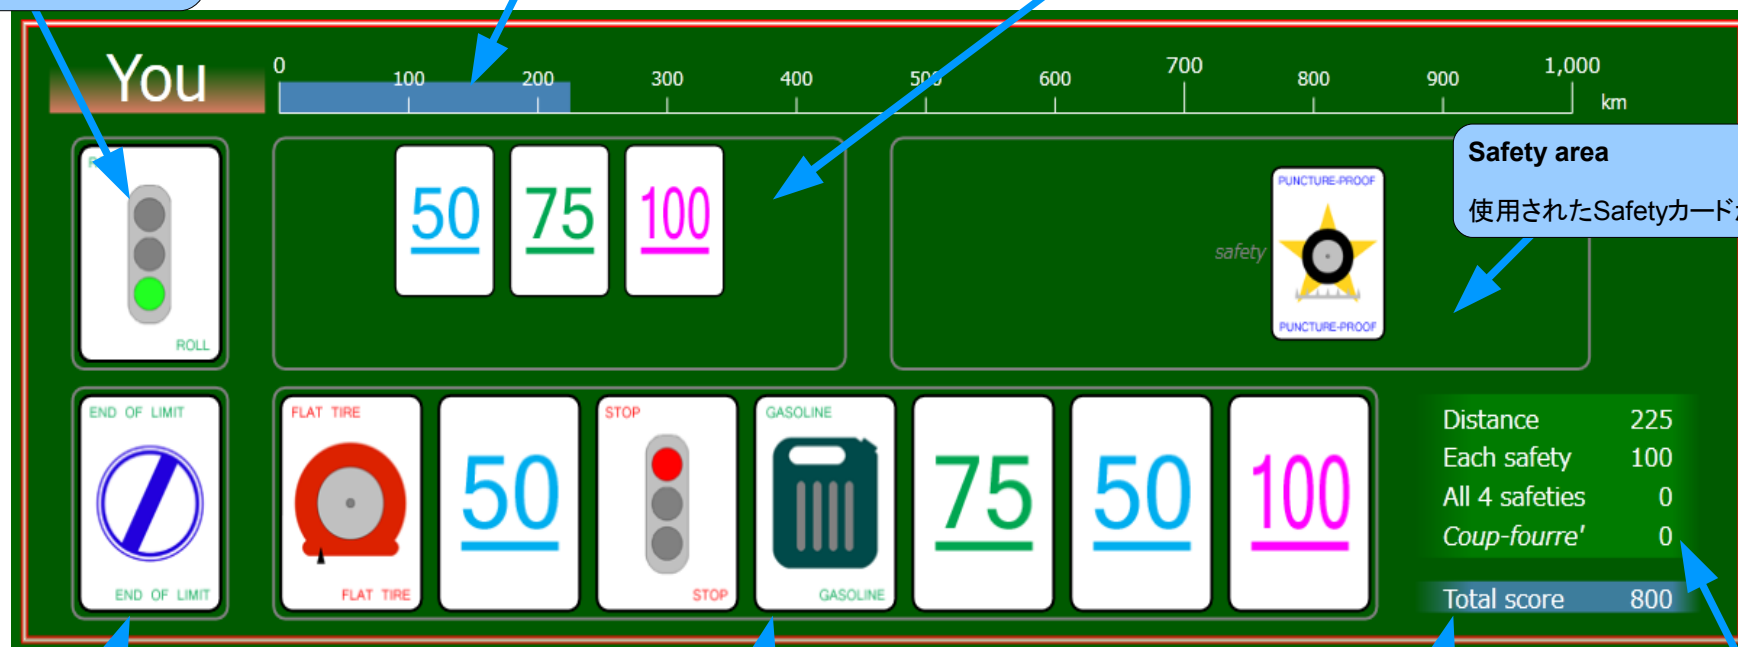 You
0 100 200 300 400 500 600 700 800 900 1,000
km
ROLL
50 75 100
safety
PUNCTURE-PROOF
PUNCTURE-PROOF
Safety area
使用されたSafetyカードが
END OF LIMIT
END OF LIMIT
FLAT TIRE
FLAT TIRE
50
STOP
STOP
GASOLINE
GASOLINE
75
50
100
Distance 225
Each safety 100
All 4 safeties 0
Coup-fourre' 0
Total score 800